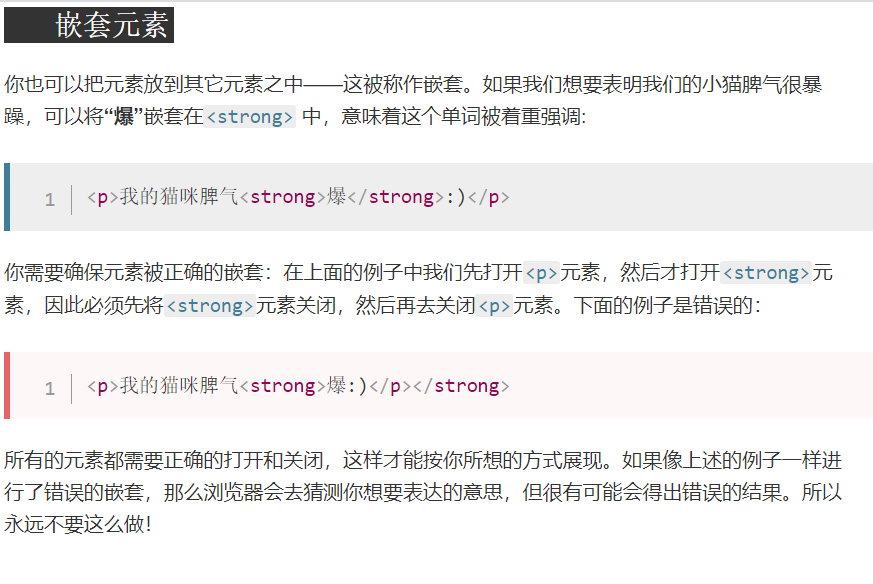 嵌套元素
你也可以把元素放到其它元素之中——这被称作嵌套。如果我们想要表明我们的小猫脾气很暴
躁，可以将“爆”嵌套在<strong> 中，意味着这个单词被着重强调:
1 <p>我的猫咪脾气<strong>爆</strong>:)</p>
你需要确保元素被正确的嵌套：在上面的例子中我们先打开<p>元素，然后才打开<strong>元
素，因此必须先将<strong>元素关闭，然后再去关闭<p>元素。下面的例子是错误的：
1 <p>我的猫咪脾气<strong>爆:)</p></strong>
所有的元素都需要正确的打开和关闭，这样才能按你所想的方式展现。如果像上述的例子一样进
行了错误的嵌套，那么浏览器会去猜测你想要表达的意思，但很有可能会得出错误的结果。所以
永远不要这么做！